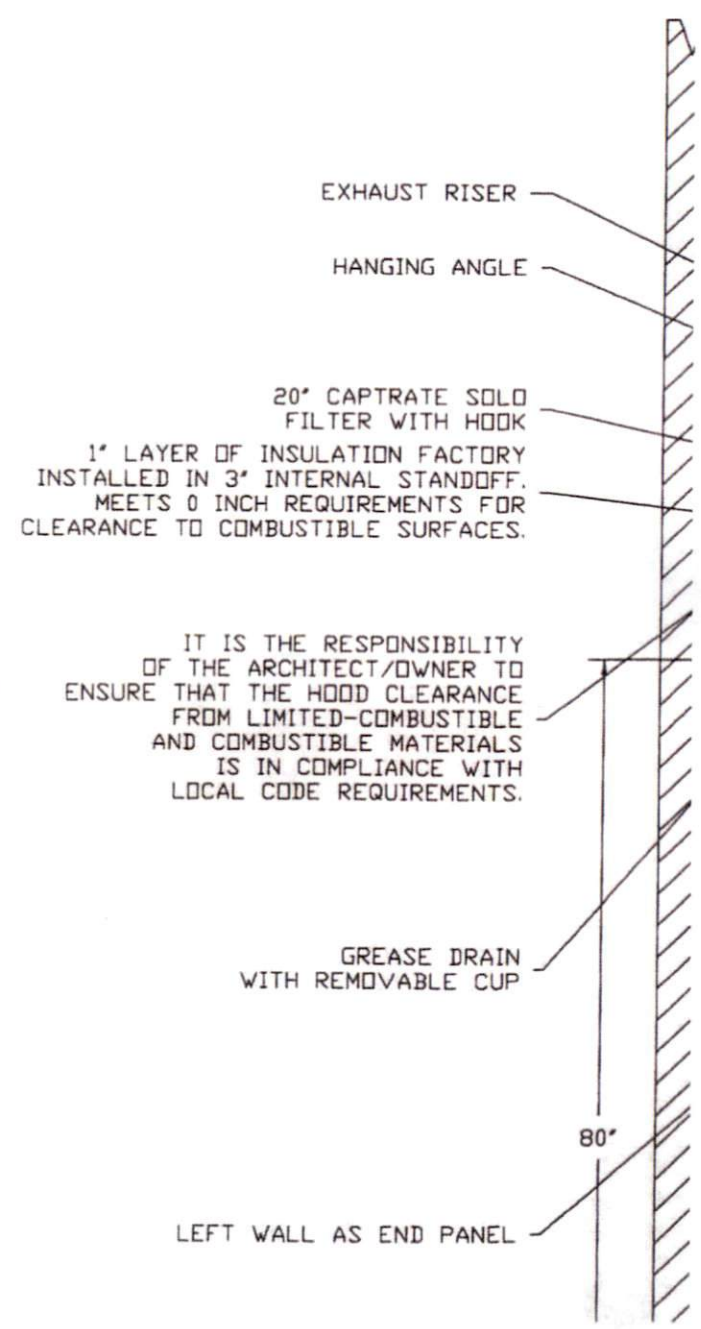 EXHAUST RISER
HANGING ANGLE
20" CAPTRATE SOLO
FILTER WITH HOOK
1" LAYER OF INSULATION FACTORY
INSTALLED IN 3" INTERNAL STANDOFF.
MEETS 0 INCH REQUIREMENTS FOR
CLEARANCE TO COMBUSTIBLE SURFACES.
IT IS THE RESPONSIBILITY
OF THE ARCHITECT/OWNER TO
ENSURE THAT THE HOOD CLEARANCE
FROM LIMITED-COMBUSTIBLE
AND COMBUSTIBLE MATERIALS
IS IN COMPLIANCE WITH
LOCAL CODE REQUIREMENTS.
GREASE DRAIN
WITH REMOVABLE CUP
80"
LEFT WALL AS END PANEL